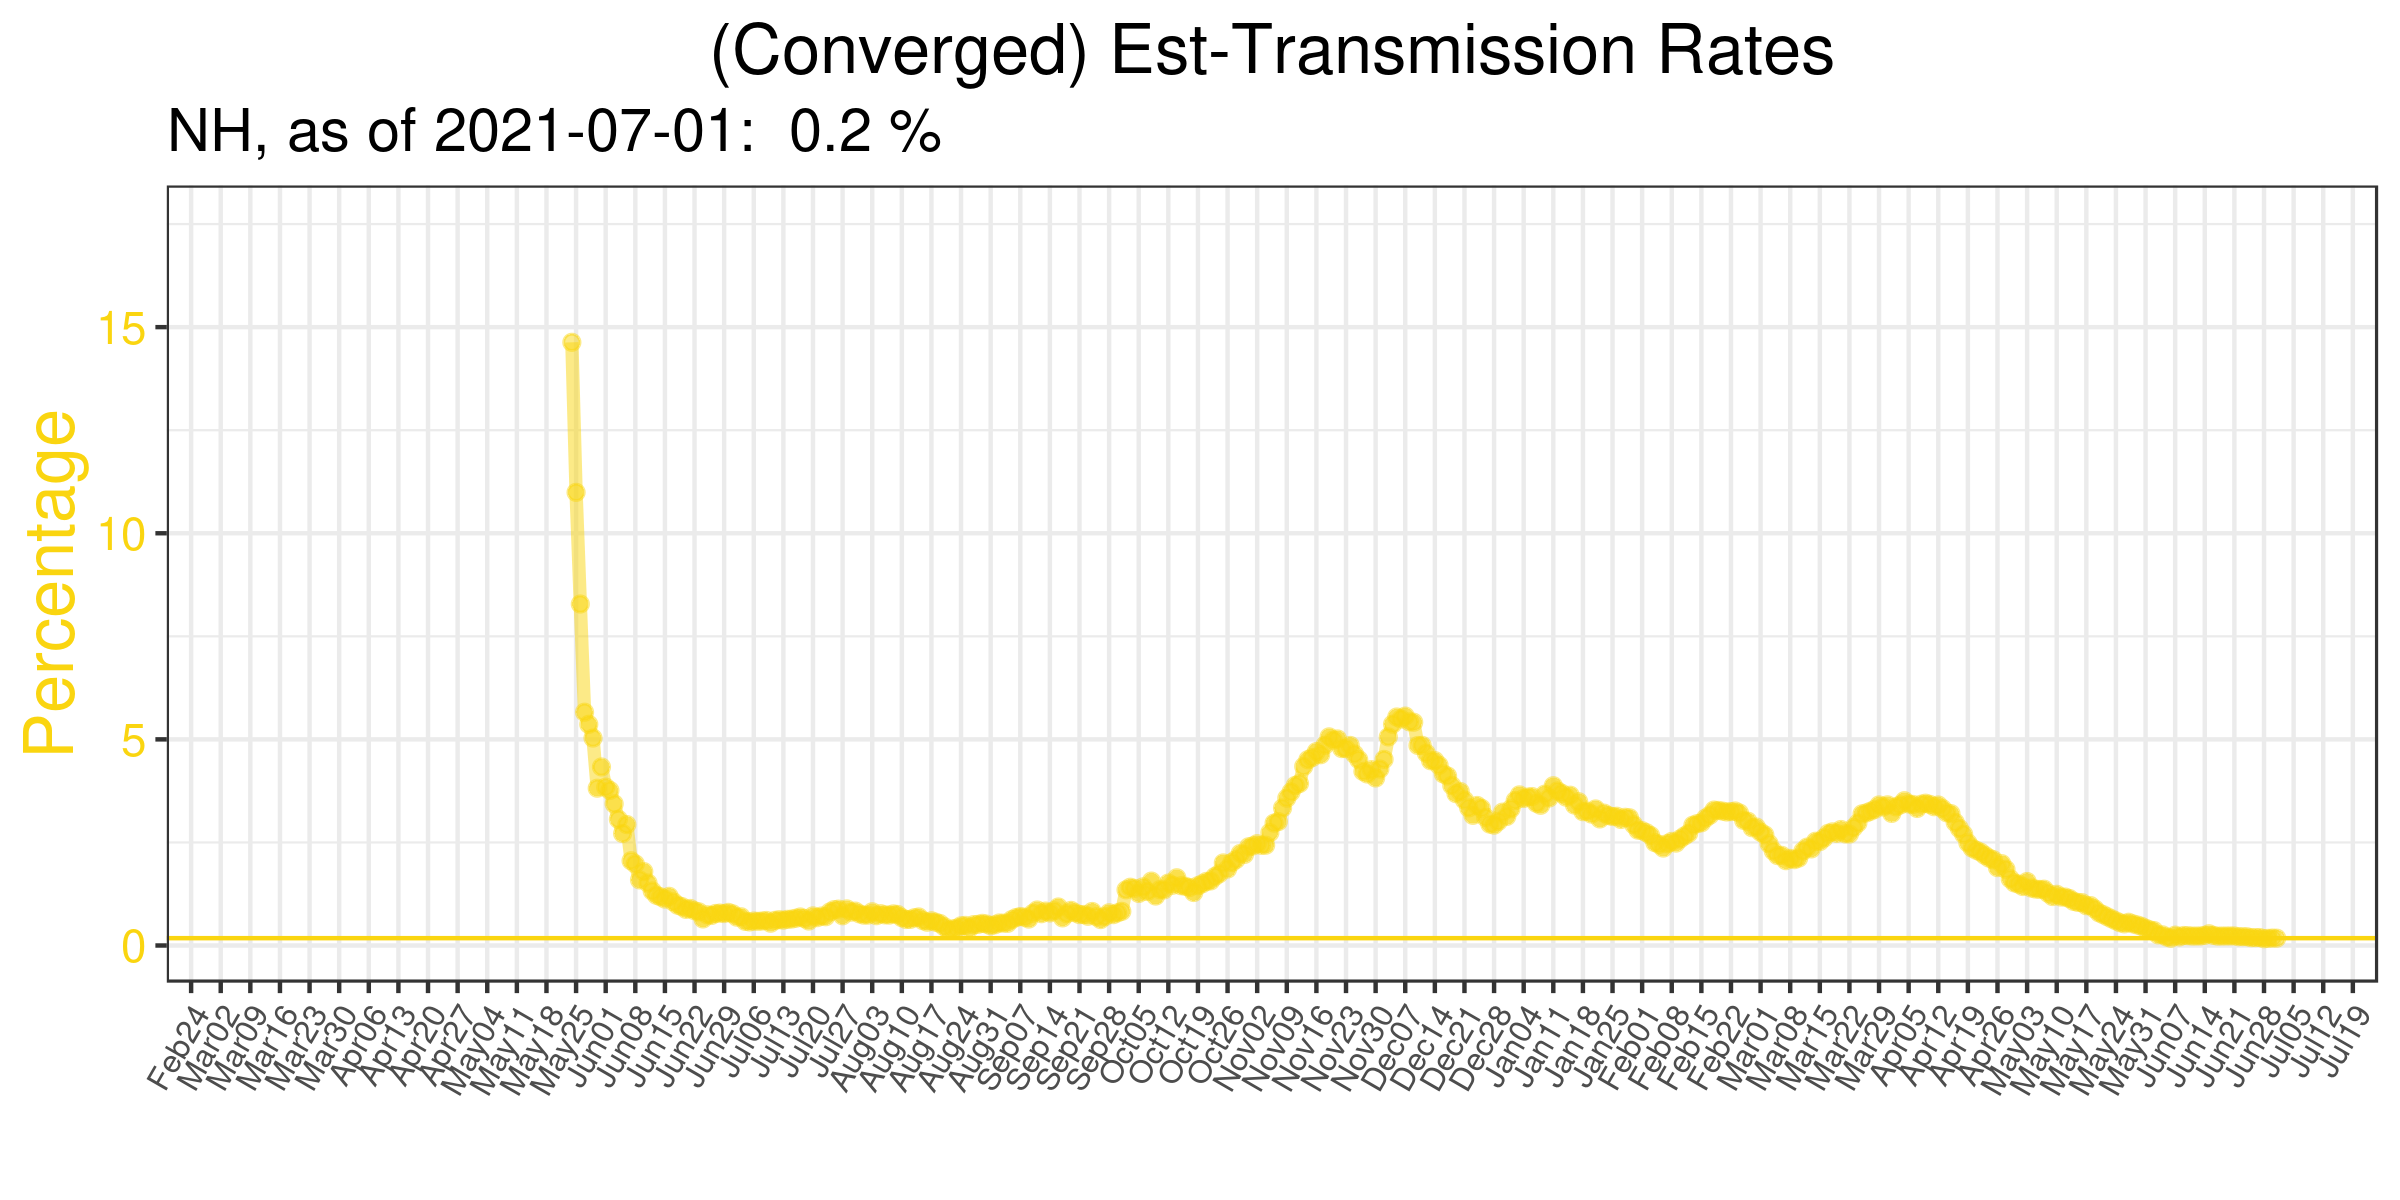 (Converged) Est-Transmission Rates
NH, as of 2021-07-01:  0.2 %
Percentage
15
10
5
0
Feb24
Mar02
Mar09
Mar16
Mar23
Mar30
Apr06
Apr13
Apr20
Apr27
May04
May11
May18
May25
Jun01
Jun08
Jun15
Jun22
Jun29
Jul06
Jul13
Jul20
Jul27
Aug03
Aug10
Aug17
Aug24
Aug31
Sep07
Sep14
Sep21
Sep28
Oct05
Oct12
Oct19
Oct26
Nov02
Nov09
Nov16
Nov23
Nov30
Dec07
Dec14
Dec21
Dec28
Jan04
Jan11
Jan18
Jan25
Feb01
Feb08
Feb15
Feb22
Mar01
Mar08
Mar15
Mar22
Mar29
Apr05
Apr12
Apr19
Apr26
May03
May10
May17
May24
May31
Jun07
Jun14
Jun21
Jun28
Jul05
Jul12
Jul19